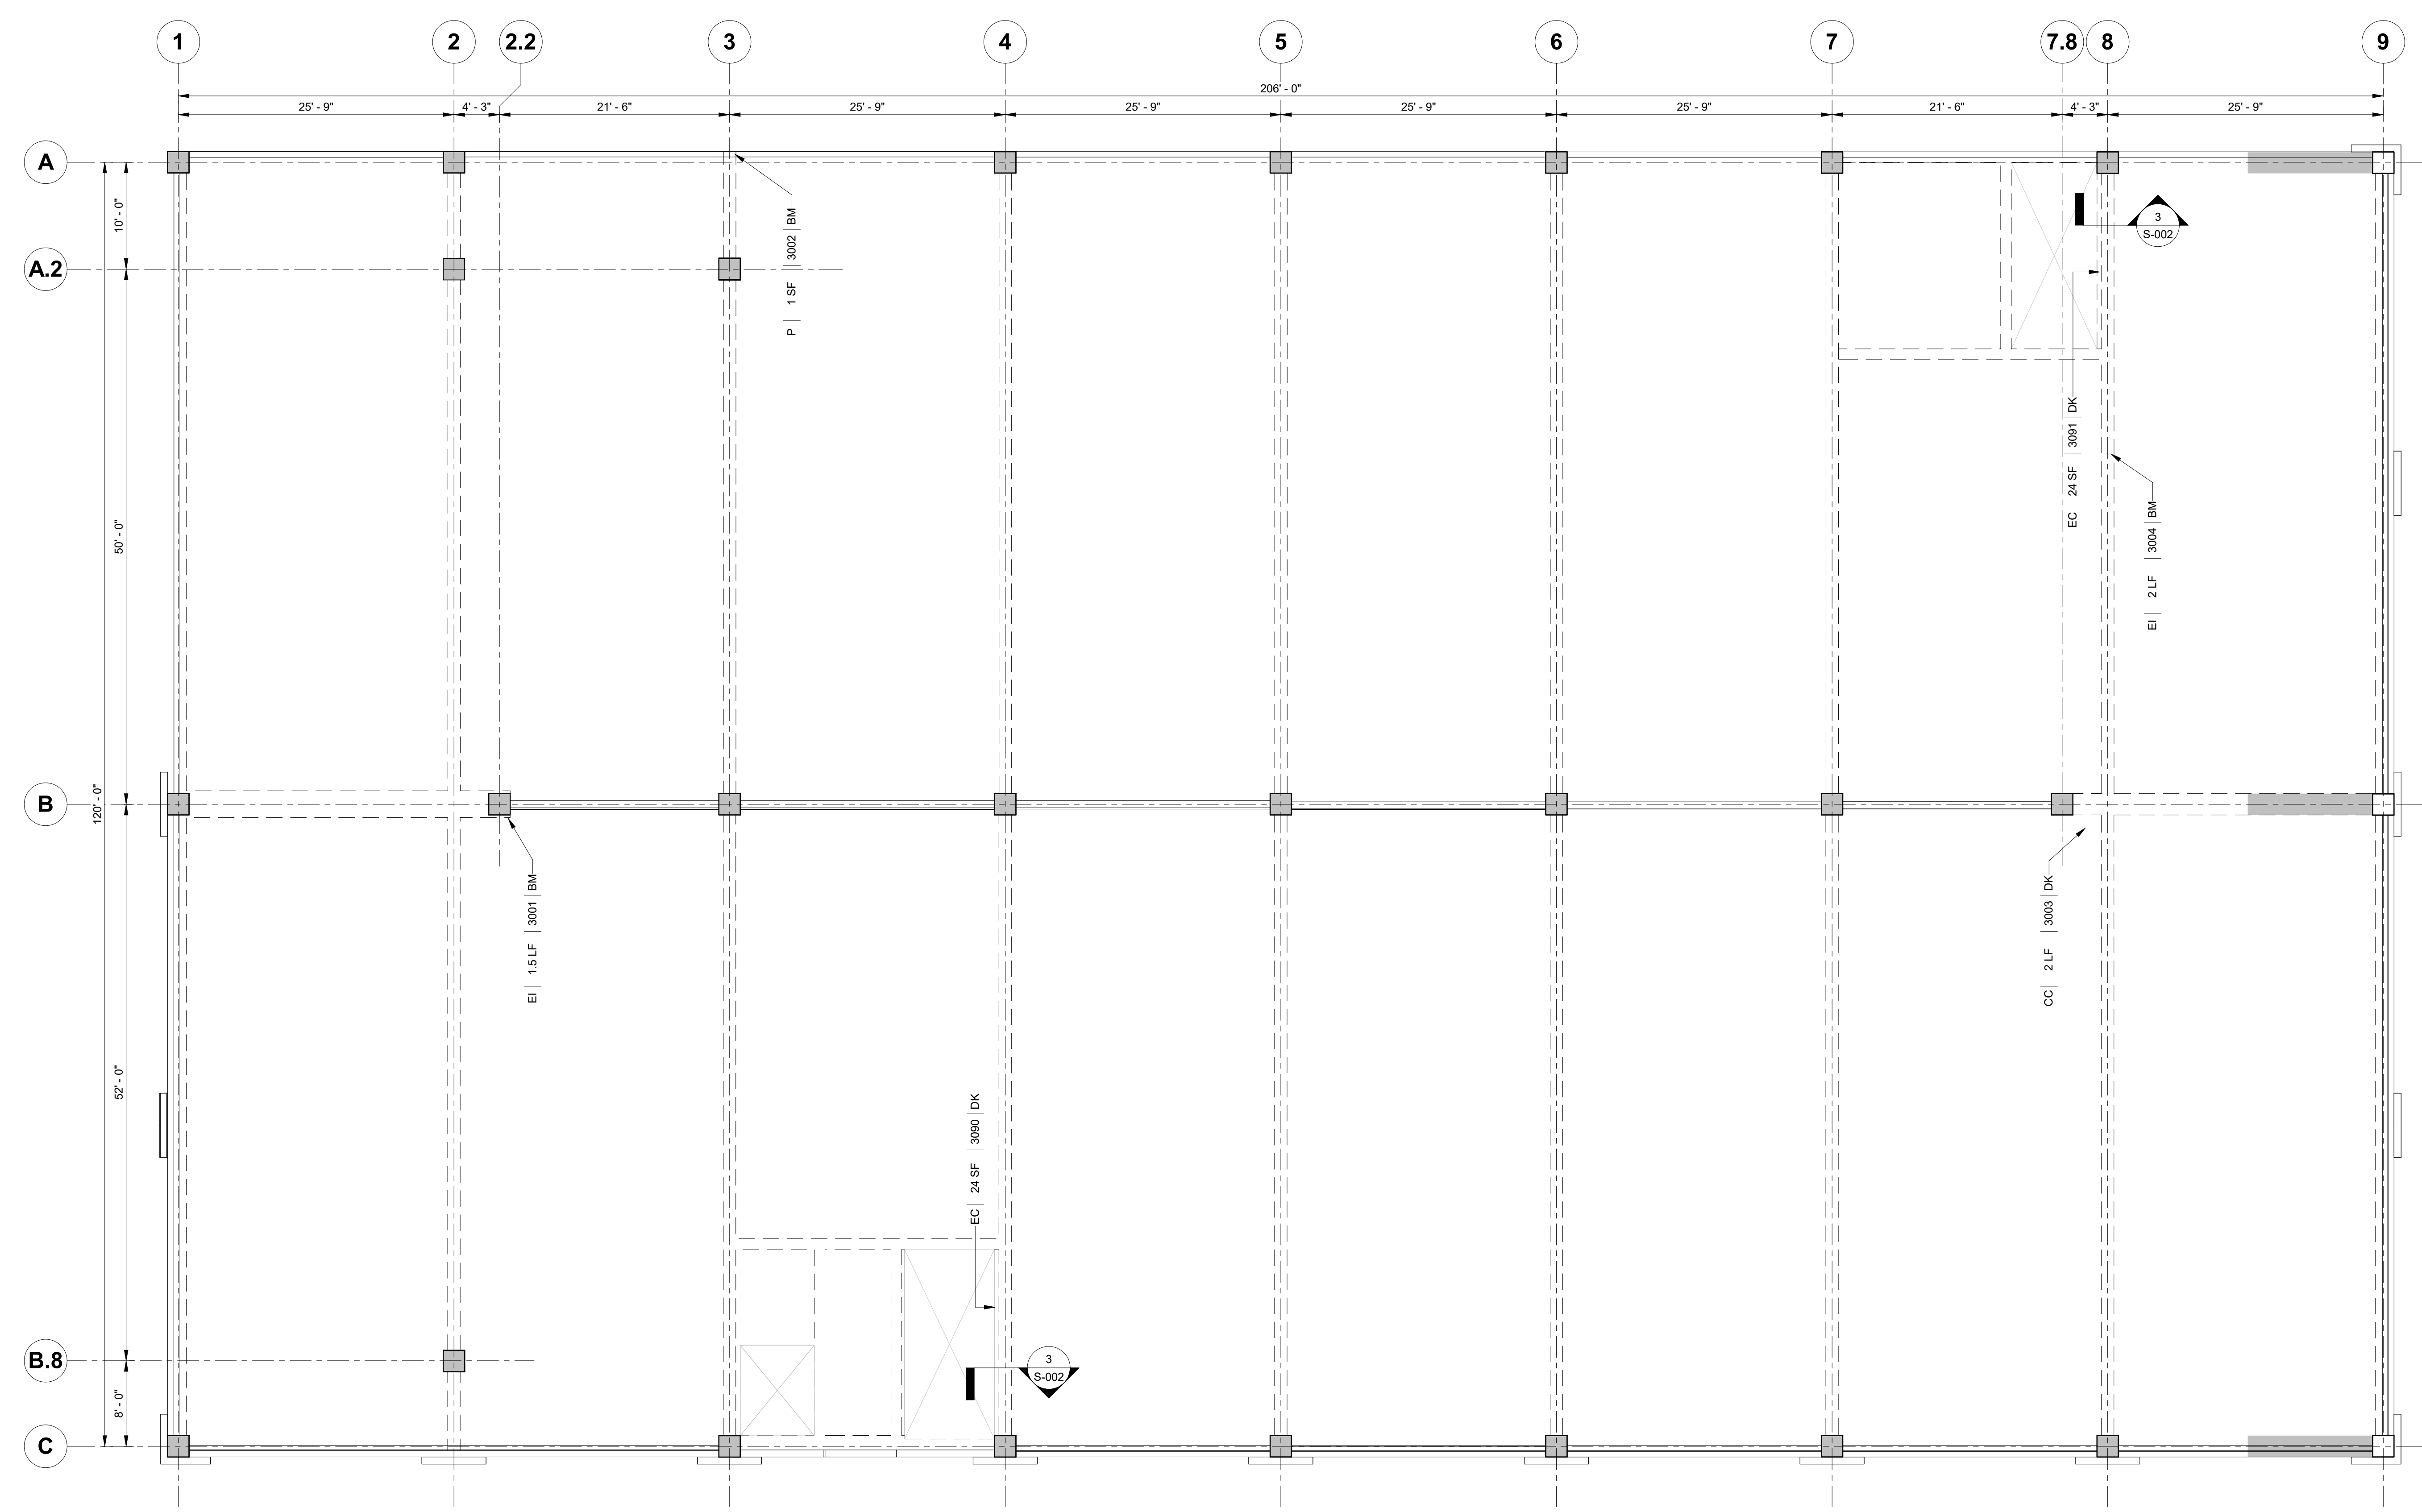 1 2 2.2 3 4 5 6 7 7.8 8 9
206' - 0"
25' - 9" 4' - 3" 21' - 6" 25' - 9" 25' - 9" 25' - 9" 25' - 9" 21' - 6" 4' - 3" 25' - 9"
A
10' - 0"
A.2
P 1 SF 3002 BM
3
S-002
EC 24 SF 3091 DK
EI 2 LF 3004 BM
50' - 0"
120' - 0"
B
EI 1.5 LF 3001 BM
CC 2 LF 3003 DK
52' - 0"
EC 24 SF 3090 DK
3
S-002
B.8
8' - 0"
C